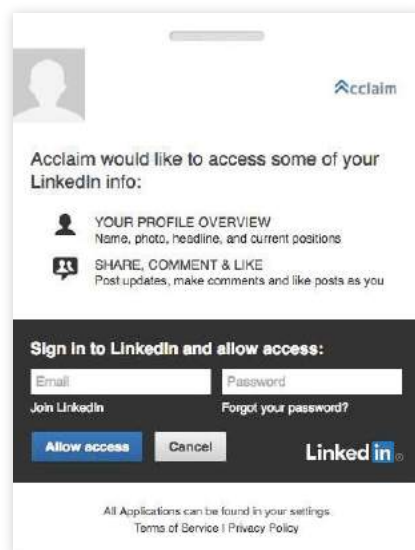 Acclaim
Acclaim would like to access some of your
LinkedIn info:
YOUR PROFILE OVERVIEW
Name, photo, headline, and current positions
SHARE, COMMENT & LIKE
Post updates, make comments and like posts as you
Sign in to LinkedIn and allow access:
Email Password
Join LinkedIn Forgot your password?
Allow access Cancel LinkedIn®
All Applications can be found in your settings
Terms of Service | Privacy Policy